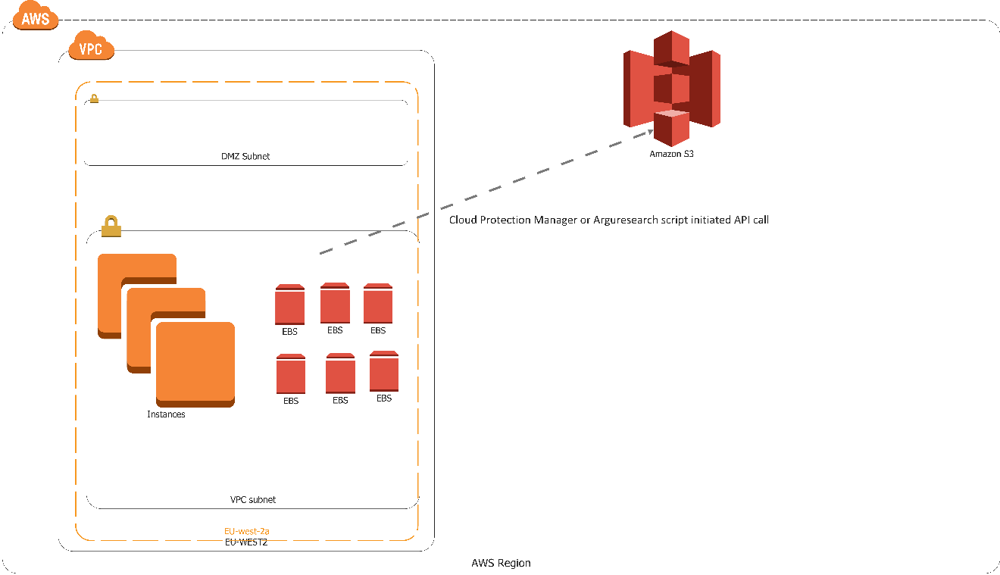 AWS
VPC
DMZ Subnet
Amazon S3
Cloud Protection Manager or Arguresearch script initiated API call
EBS
EBS
EBS
EBS
EBS
EBS
Instances
VPC subnet
EU-west-2a
EU-WEST2
AWS Region